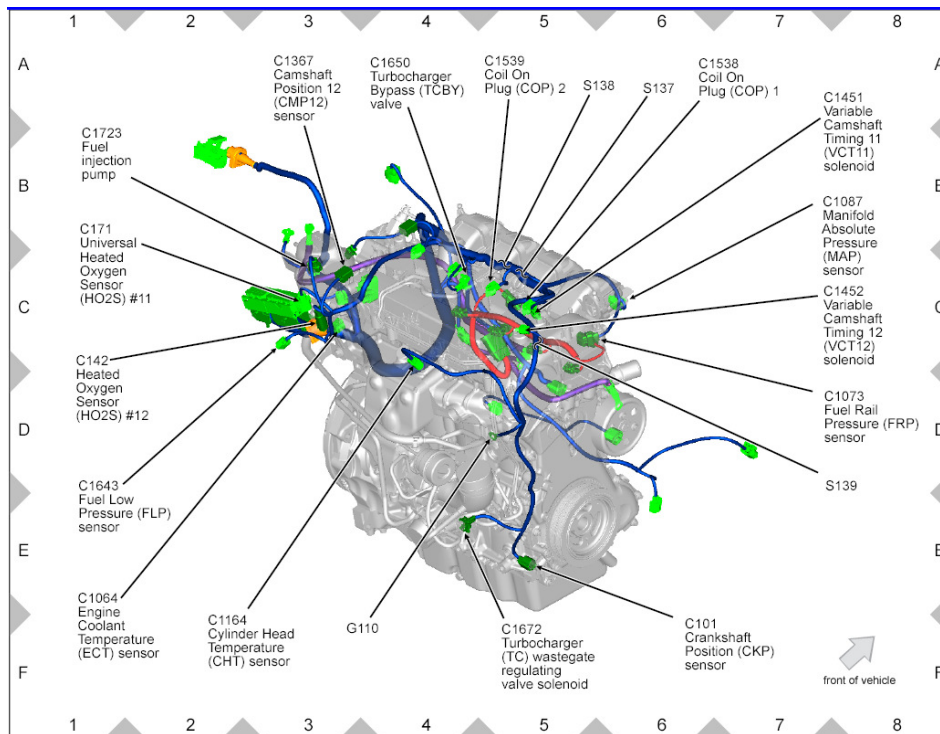 1 2 3 4 5 6 7 8
A A
B B
C C
D D
E E
F F
C1367
Camshaft
Position 12
(CMP12)
sensor
C1650
Turbocharger
Bypass (TCBY)
valve
C1539
Coil On
Plug (COP) 2
S138
S137
C1538
Coil On
Plug (COP) 1
C1451
Variable
Camshaft
Timing 11
(VCT11)
solenoid
C1723
Fuel
injection
pump
C171
Universal
Heated
Oxygen
Sensor
(HO2S) #11
C1087
Manifold
Absolute
Pressure
(MAP)
sensor
C1452
Variable
Camshaft
Timing 12
(VCT12)
solenoid
C142
Heated
Oxygen
Sensor
(HO2S) #12
C1073
Fuel Rail
Pressure (FRP)
sensor
S139
C1643
Fuel Low
Pressure (FLP)
sensor
C1064
Engine
Coolant
Temperature
(ECT) sensor
C1164
Cylinder Head
Temperature
(CHT) sensor
G110
C1672
Turbocharger
(TC) wastegate
regulating
valve solenoid
C101
Crankshaft
Position (CKP)
sensor
front of vehicle
1 2 3 4 5 6 7 8